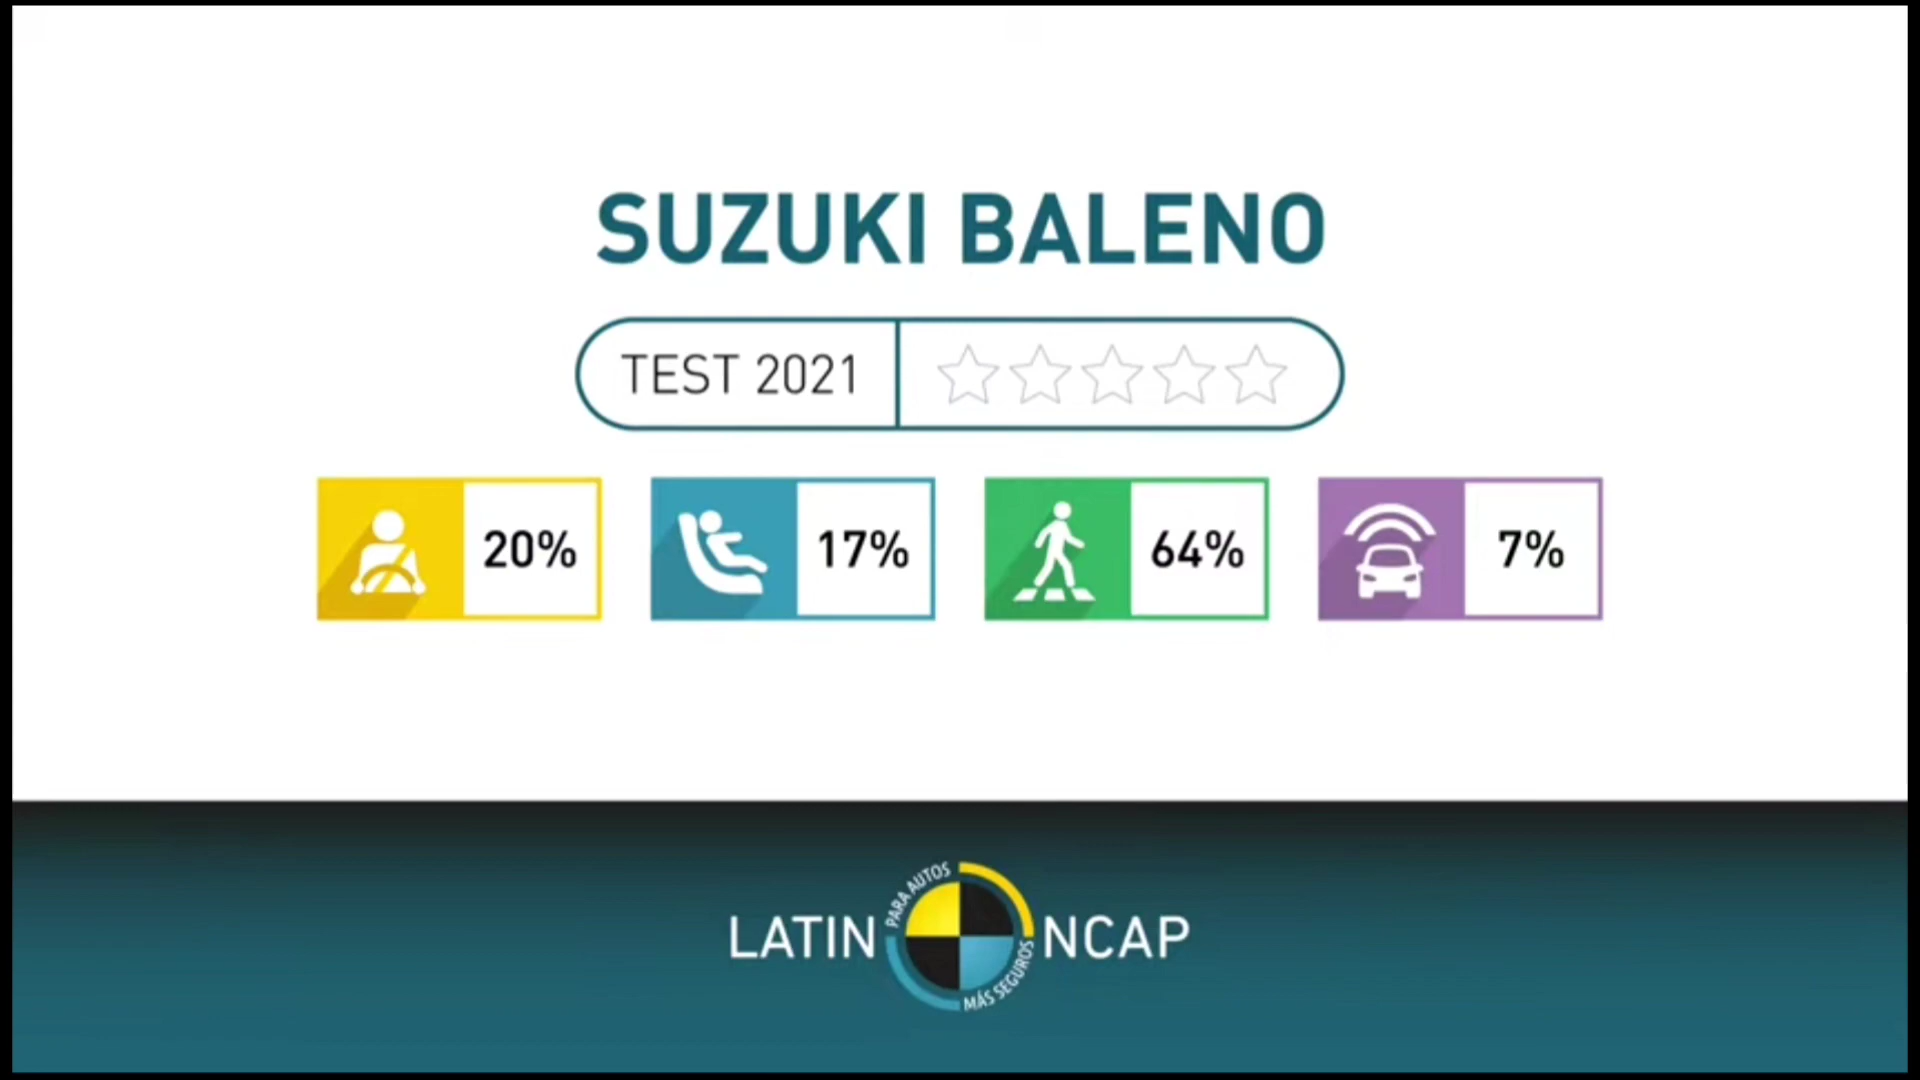 SUZUKI BALENO
TEST 2021
20%
17%
64%
7%
LATIN
PARA AUTOS
MÁS SEGUROS
NCAP